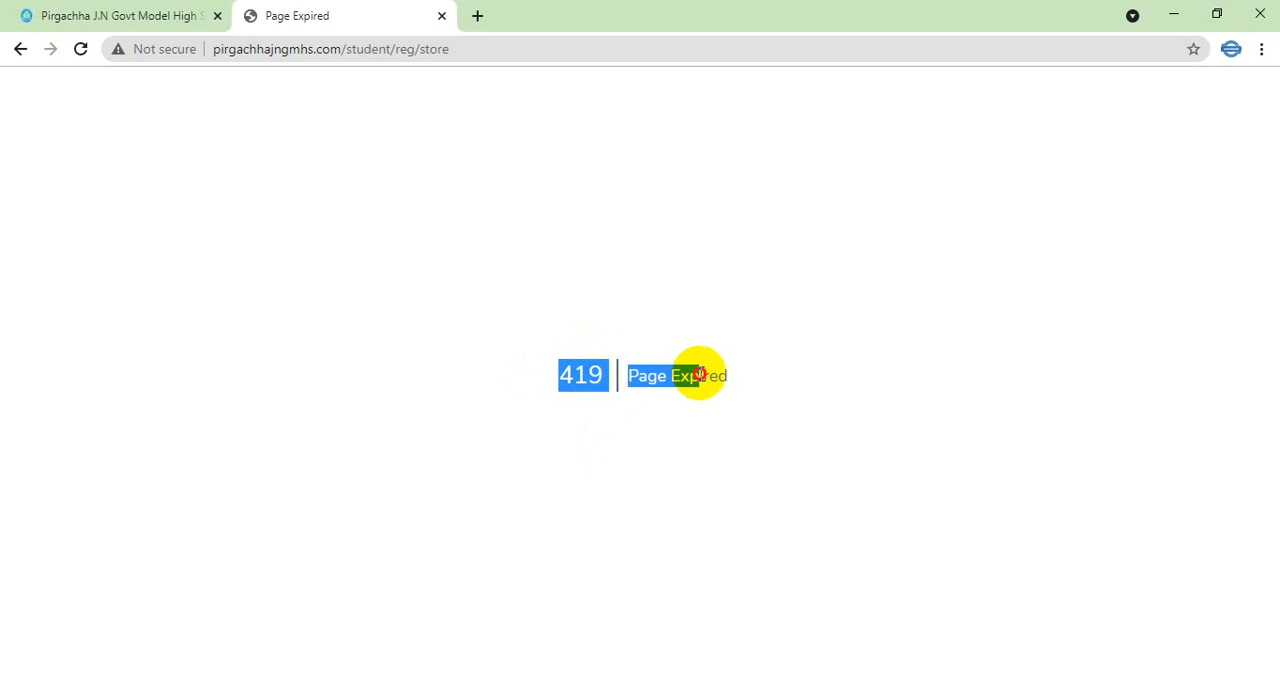 Pirgachha J.N Govt Model High S
Page Expired
Not secure
pirgachhajngmhs.com/student/reg/store
419
Page Expired